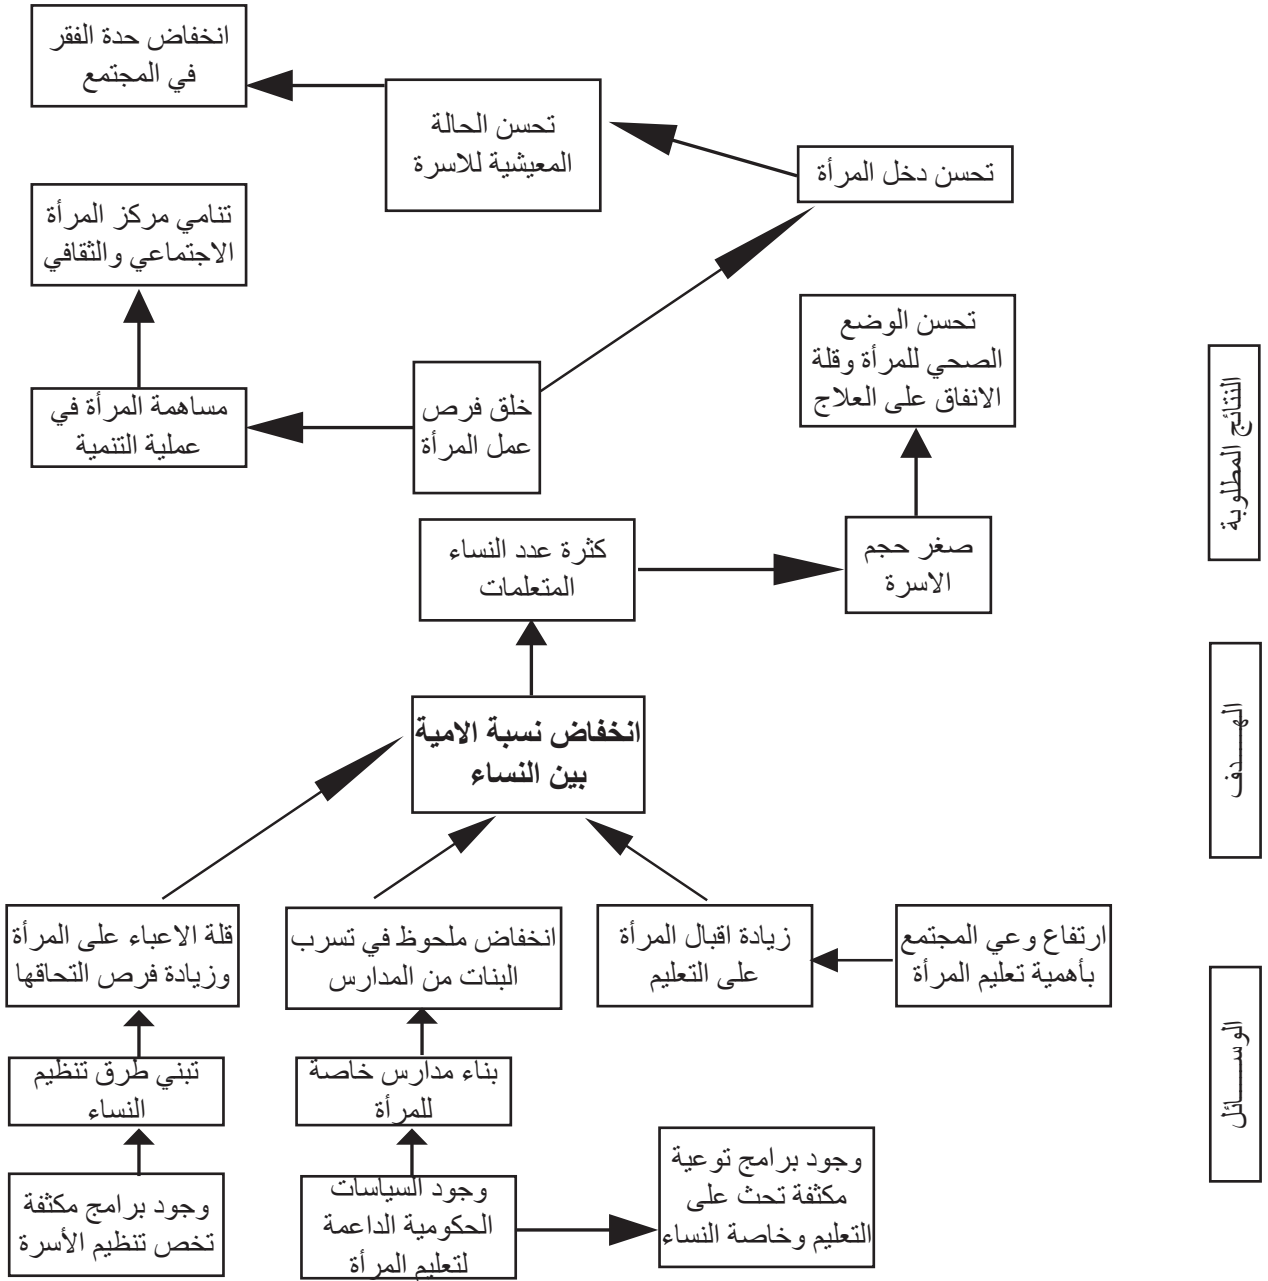 انخفاض حدة الفقر
في المجتمع
تحسن الحالة
المعيشية للاسرة
تحسن دخل المرأة
تنامي مركز المرأة
الاجتماعي والثقافي
تحسن الوضع
الصحي للمرأة وقلة
الانفاق على العلاج
خلق فرص
عمل المرأة
مساهمة المرأة في
عملية التنمية
النتائج المطلوبة
كثرة عدد النساء
المتعلمات
صغر حجم
الاسرة
انخفاض نسبة الامية
بين النساء
الهـــدف
ارتفاع وعي المجتمع
بأهمية تعليم المرأة
زيادة اقبال المرأة
على التعليم
انخفاض ملحوظ في تسرب
البنات من المدارس
قلة الاعباء على المرأة
وزيادة فرص التحاقها
الوســـائل
بناء مدارس خاصة
للمرأة
تبني طرق تنظيم
النساء
وجود برامج توعية
مكثفة تحث على
التعليم وخاصة النساء
وجود السياسات
الحكومية الداعمة
لتعليم المرأة
وجود برامج مكثفة
تخص تنظيم الأسرة